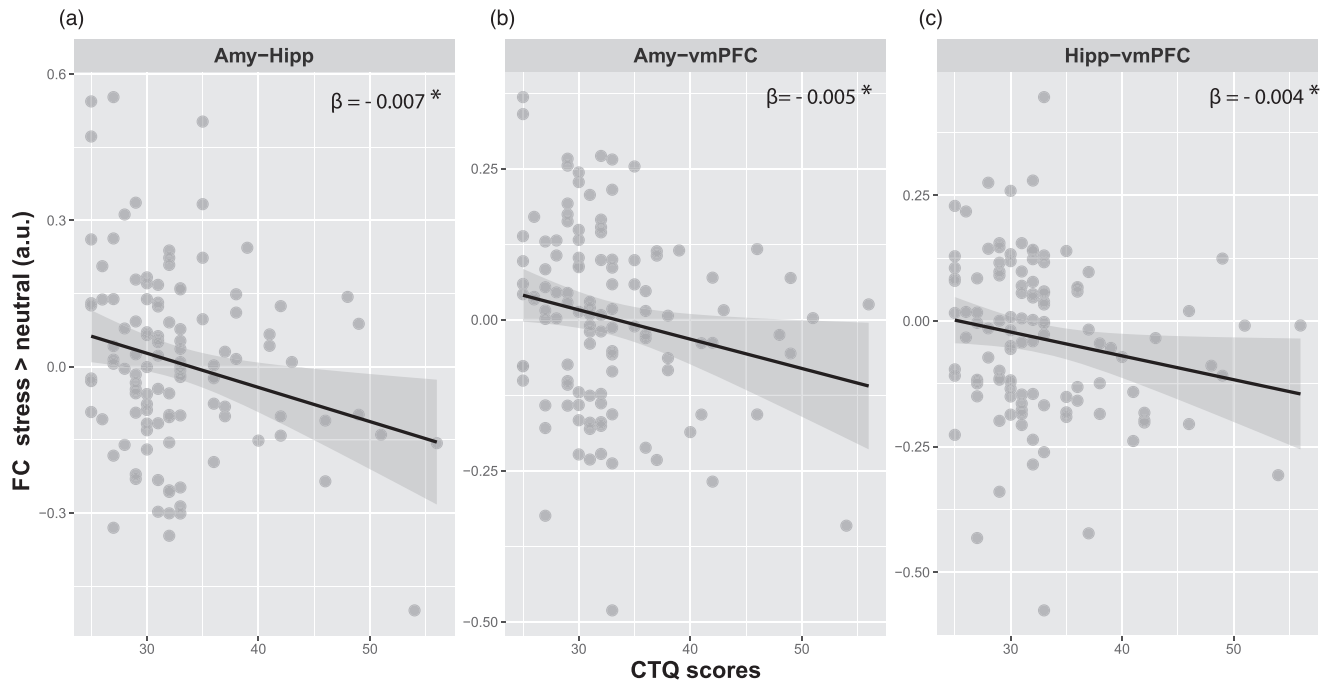 (a)
(b)
(c)
Amy−Hipp
Amy−vmPFC
Hipp−vmPFC
β = - 0.007 *
β= - 0.005 *
β = - 0.004 *
FC stress > neutral (a.u.)
0.6
0.3
0.0
−0.3
0.25
0.00
−0.25
−0.50
0.25
0.00
−0.25
−0.50
30 40 50
30 40 50
30 40 50
CTQ scores